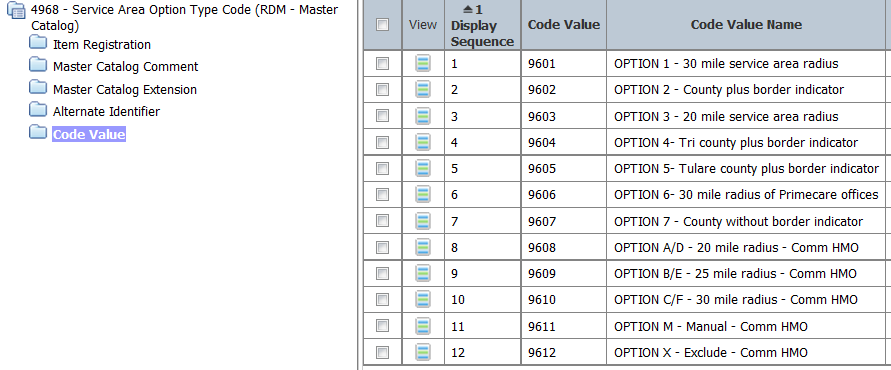 4968 - Service Area Option Type Code (RDM - Master
Catalog)
Item Registration
Master Catalog Comment
Master Catalog Extension
Alternate Identifier
Code Value
View 1 Display Sequence Code Value Code Value Name
1 9601 OPTION 1 - 30 mile service area radius
2 9602 OPTION 2 - County plus border indicator
3 9603 OPTION 3 - 20 mile service area radius
4 9604 OPTION 4- Tri county plus border indicator
5 9605 OPTION 5- Tulare county plus border indicator
6 9606 OPTION 6- 30 mile radius of Primecare offices
7 9607 OPTION 7 - County without border indicator
8 9608 OPTION A/D - 20 mile radius - Comm HMO
9 9609 OPTION B/E - 25 mile radius - Comm HMO
10 9610 OPTION C/F - 30 mile radius - Comm HMO
11 9611 OPTION M - Manual - Comm HMO
12 9612 OPTION X - Exclude - Comm HMO